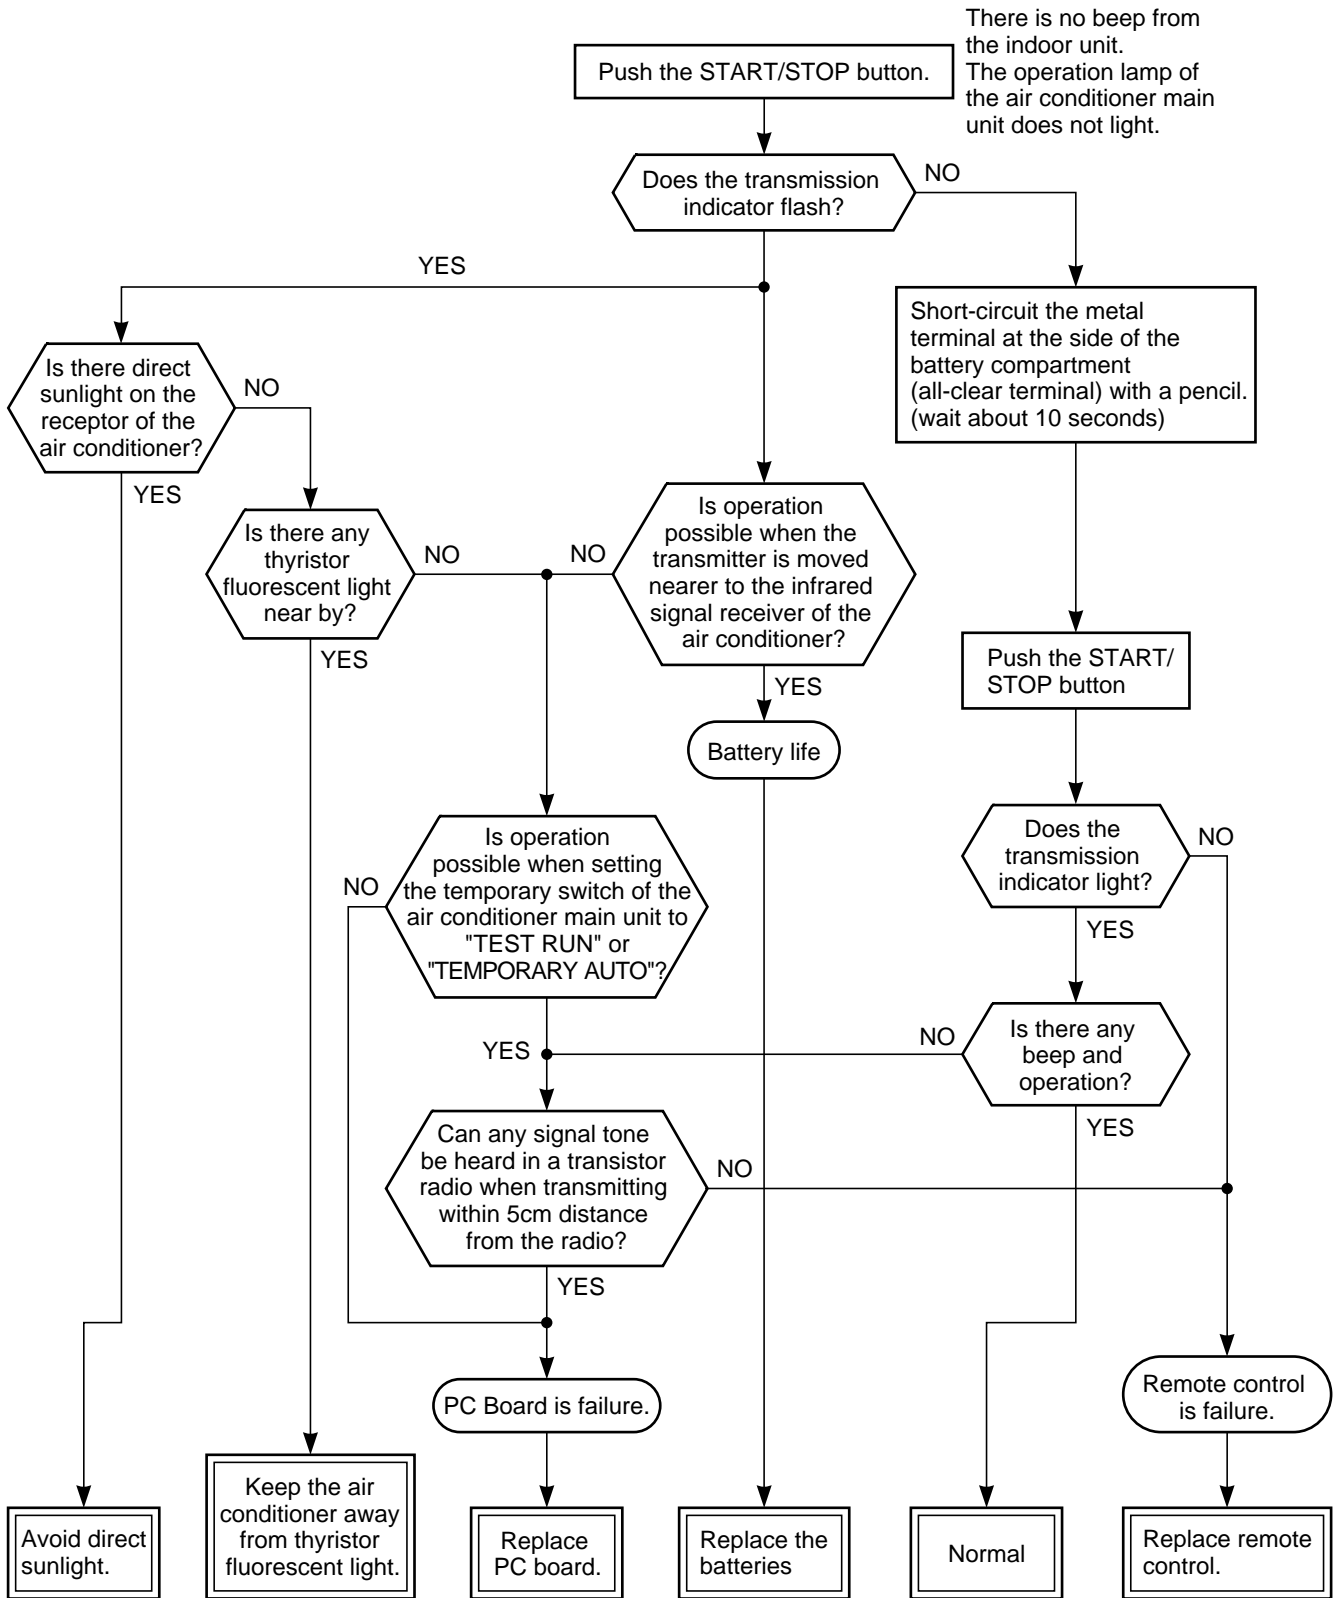 There is no beep from
the indoor unit.
The operation lamp of
the air conditioner main
unit does not light.
Push the START/STOP button.
Does the transmission
indicator flash?
NO
YES
Short-circuit the metal
terminal at the side of the
battery compartment
(all-clear terminal) with a pencil.
(wait about 10 seconds)
Is there direct
sunlight on the
receptor of the
air conditioner?
NO
YES
Is there any
thyristor
fluorescent light
near by?
NO
YES
NO
Is operation
possible when the
transmitter is moved
nearer to the infrared
signal receiver of the
air conditioner?
YES
Battery life
Push the START/
STOP button
Does the
transmission
indicator light?
NO
YES
Is operation
possible when setting
the temporary switch of the
air conditioner main unit to
"TEST RUN" or
"TEMPORARY AUTO"?
NO
YES
Is there any
beep and
operation?
NO
YES
Can any signal tone
be heard in a transistor
radio when transmitting
within 5cm distance
from the radio?
NO
YES
PC Board is failure.
Remote control
is failure.
Avoid direct
sunlight.
Keep the air
conditioner away
from thyristor
fluorescent light.
Replace
PC board.
Replace the
batteries
Normal
Replace remote
control.